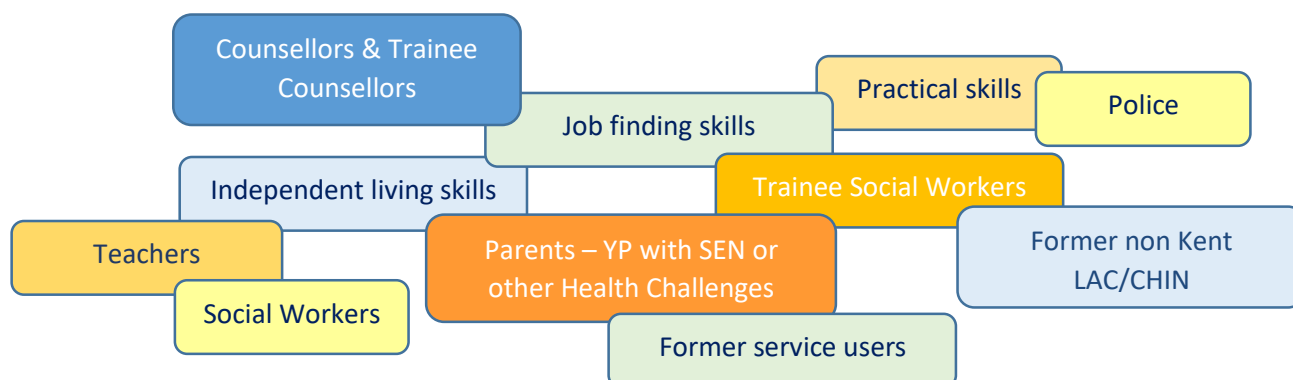 Counsellors & Trainee
Counsellors
Practical skills
Police
Job finding skills
Independent living skills
Trainee Social Workers
Teachers
Parents – YP with SEN or
other Health Challenges
Former non Kent
LAC/CHIN
Social Workers
Former service users